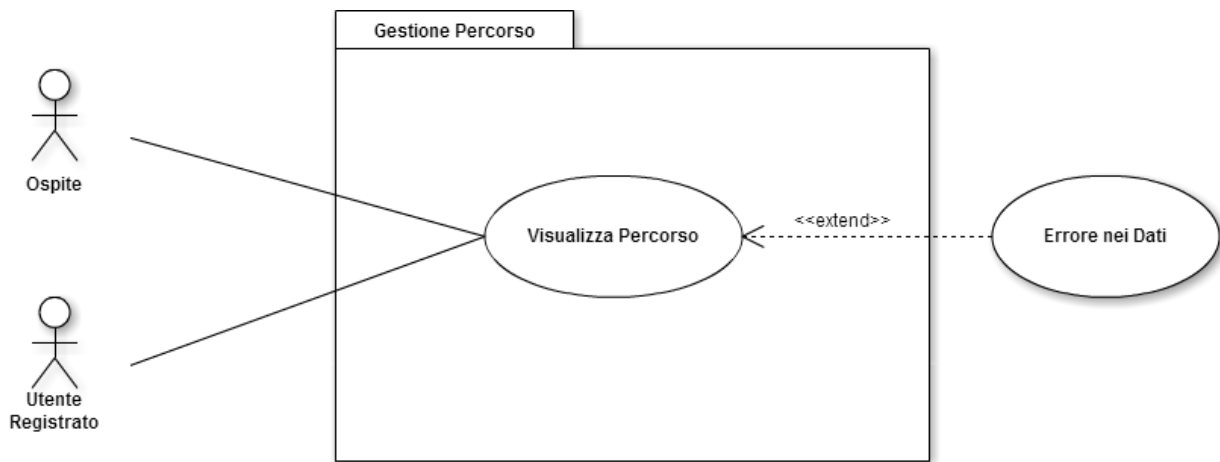 Gestione Percorso
Ospite
Visualizza Percorso
<<extend>>
Errore nei Dati
Utente
Registrato